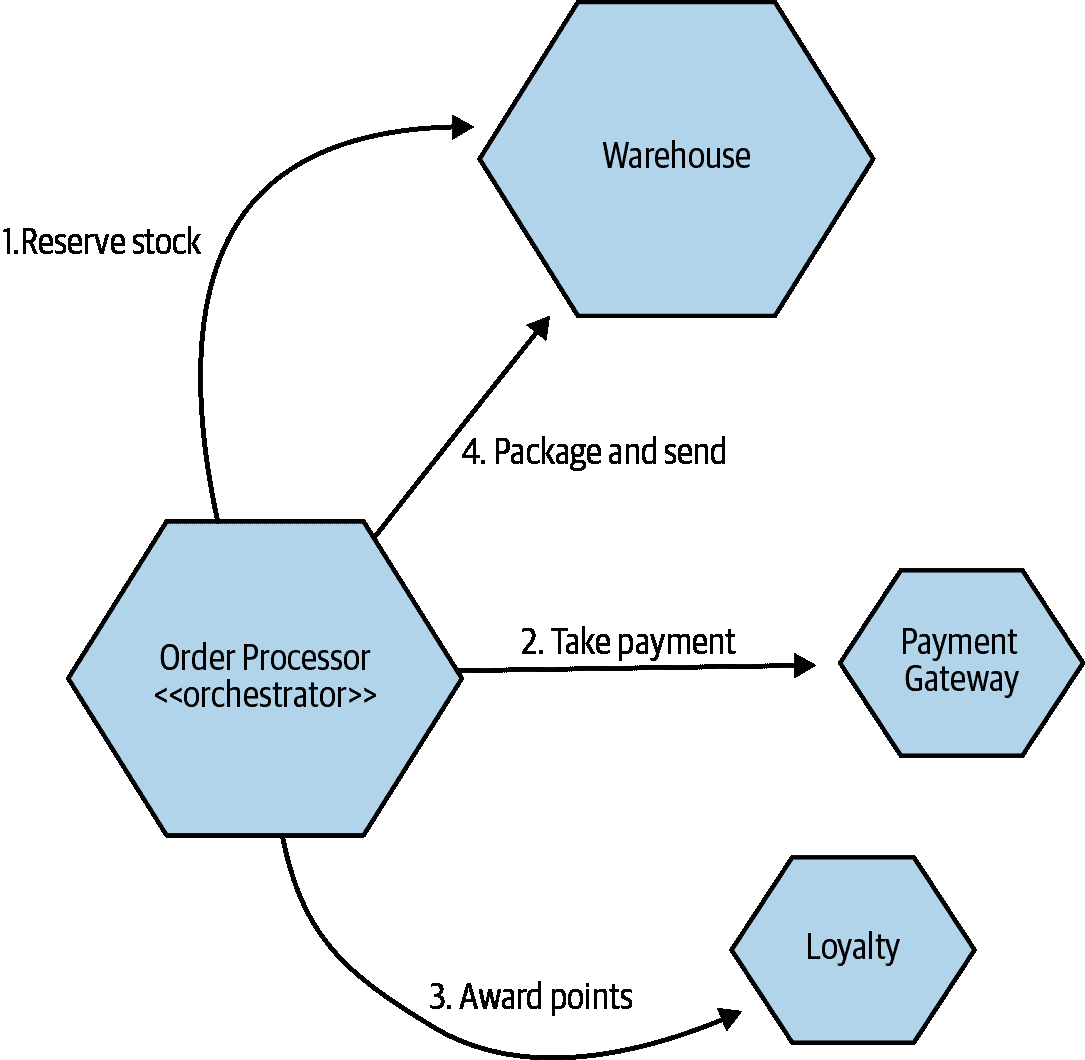 Warehouse
1.Reserve stock
4. Package and send
Order Processor
<<orchestrator>>
2. Take payment
Payment
Gateway
Loyalty
3. Award points